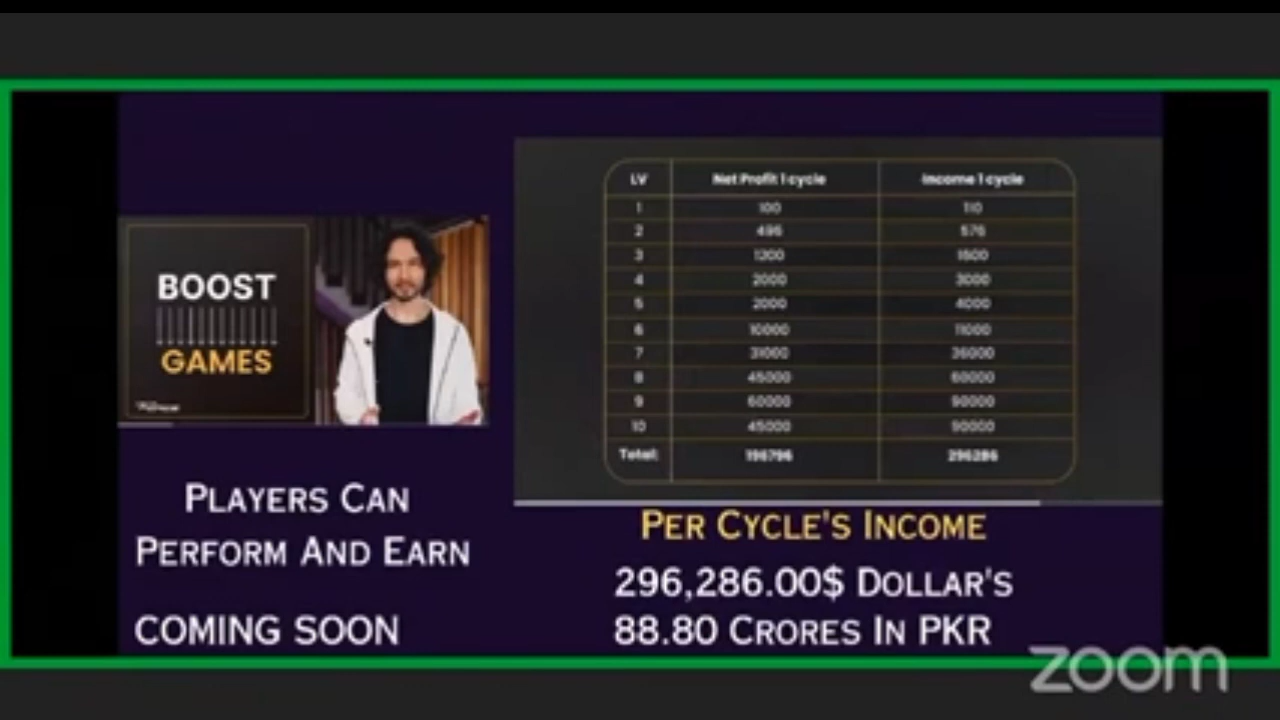 BOOST
GAMES
PLAYERS CAN
PERFORM AND EARN
COMING SOON
LV Net Profit 1 cycle Income 1 cycle
1 100 110
2 496 576
3 1300 1600
4 2000 3000
5 2000 4000
6 10000 11000
7 31000 36000
8 45000 60000
9 60000 90000
10 45000 90000
Total: 196796 296286
PER CYCLE'S INCOME
296,286.00$ DOLLAR'S
88.80 CRORES IN PKR
zoom